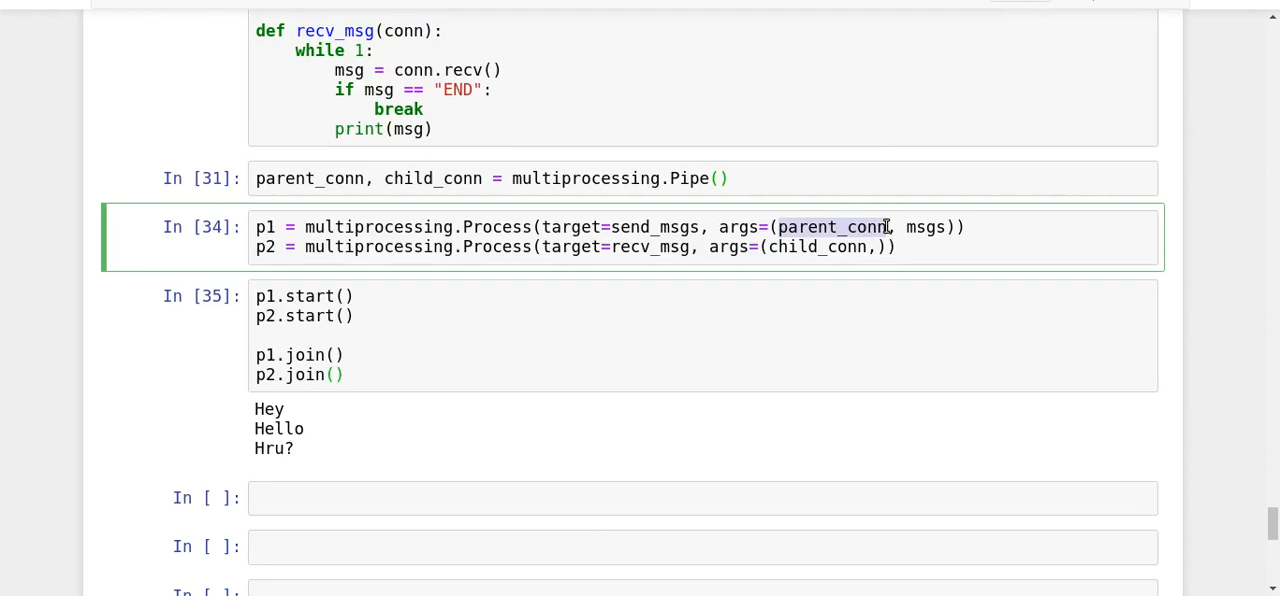 def recv_msg(conn):
    while 1:
        msg = conn.recv()
        if msg == "END":
            break
        print(msg)
In [31]: parent_conn, child_conn = multiprocessing.Pipe()
In [34]: p1 = multiprocessing.Process(target=send_msgs, args=(parent_conn, msgs))
p2 = multiprocessing.Process(target=recv_msg, args=(child_conn,))
In [35]: p1.start()
p2.start()
p1.join()
p2.join()
Hey
Hello
Hru?
In [ ]:
In [ ]:
In [ ]: